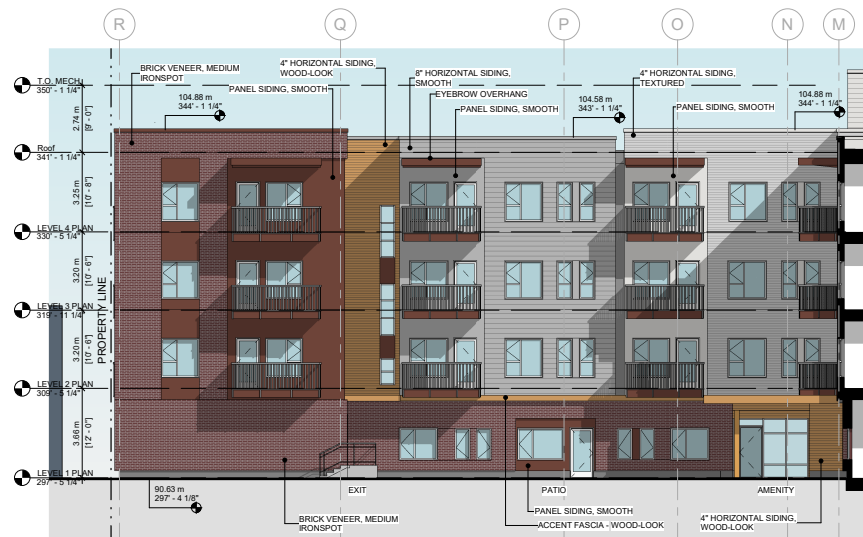 R
Q
P
O
N
M
BRICK VENEER, MEDIUM
IRONSPOT
4" HORIZONTAL SIDING,
WOOD-LOOK
8" HORIZONTAL SIDING,
SMOOTH
4" HORIZONTAL SIDING,
TEXTURED
T.O. MECH.
350' - 1 1/4"
PANEL SIDING, SMOOTH
EYEBROW OVERHANG
PANEL SIDING, SMOOTH
PANEL SIDING, SMOOTH
104.88 m
344' - 1 1/4"
104.58 m
343' - 1 1/4"
104.88 m
344' - 1 1/4"
2.74 m
[9' - 0"]
Roof
341' - 1 1/4"
3.25 m
[10' - 8"]
LEVEL 4 PLAN
330' - 5 1/4"
3.20 m
[10' - 6"]
PROPERTY LINE
LEVEL 3 PLAN
319' - 11 1/4"
3.20 m
[10' - 6"]
LEVEL 2 PLAN
309' - 5 1/4"
3.66 m
[12' - 0"]
LEVEL 1 PLAN
297' - 5 1/4"
90.63 m
297' - 4 1/8"
EXIT
PATIO
AMENITY
BRICK VENEER, MEDIUM
IRONSPOT
PANEL SIDING, SMOOTH
ACCENT FASCIA - WOOD-LOOK
4" HORIZONTAL SIDING,
WOOD-LOOK